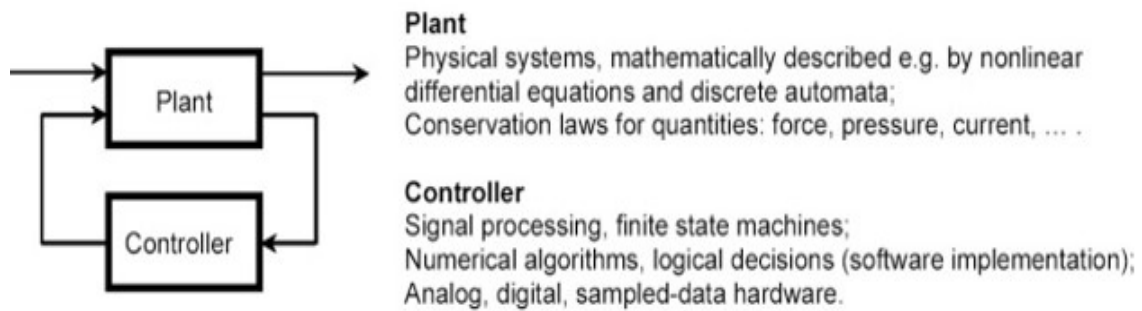 Plant
Controller
Plant
Physical systems, mathematically described e.g. by nonlinear
differential equations and discrete automata;
Conservation laws for quantities: force, pressure, current, ... .
Controller
Signal processing, finite state machines;
Numerical algorithms, logical decisions (software implementation);
Analog, digital, sampled-data hardware.